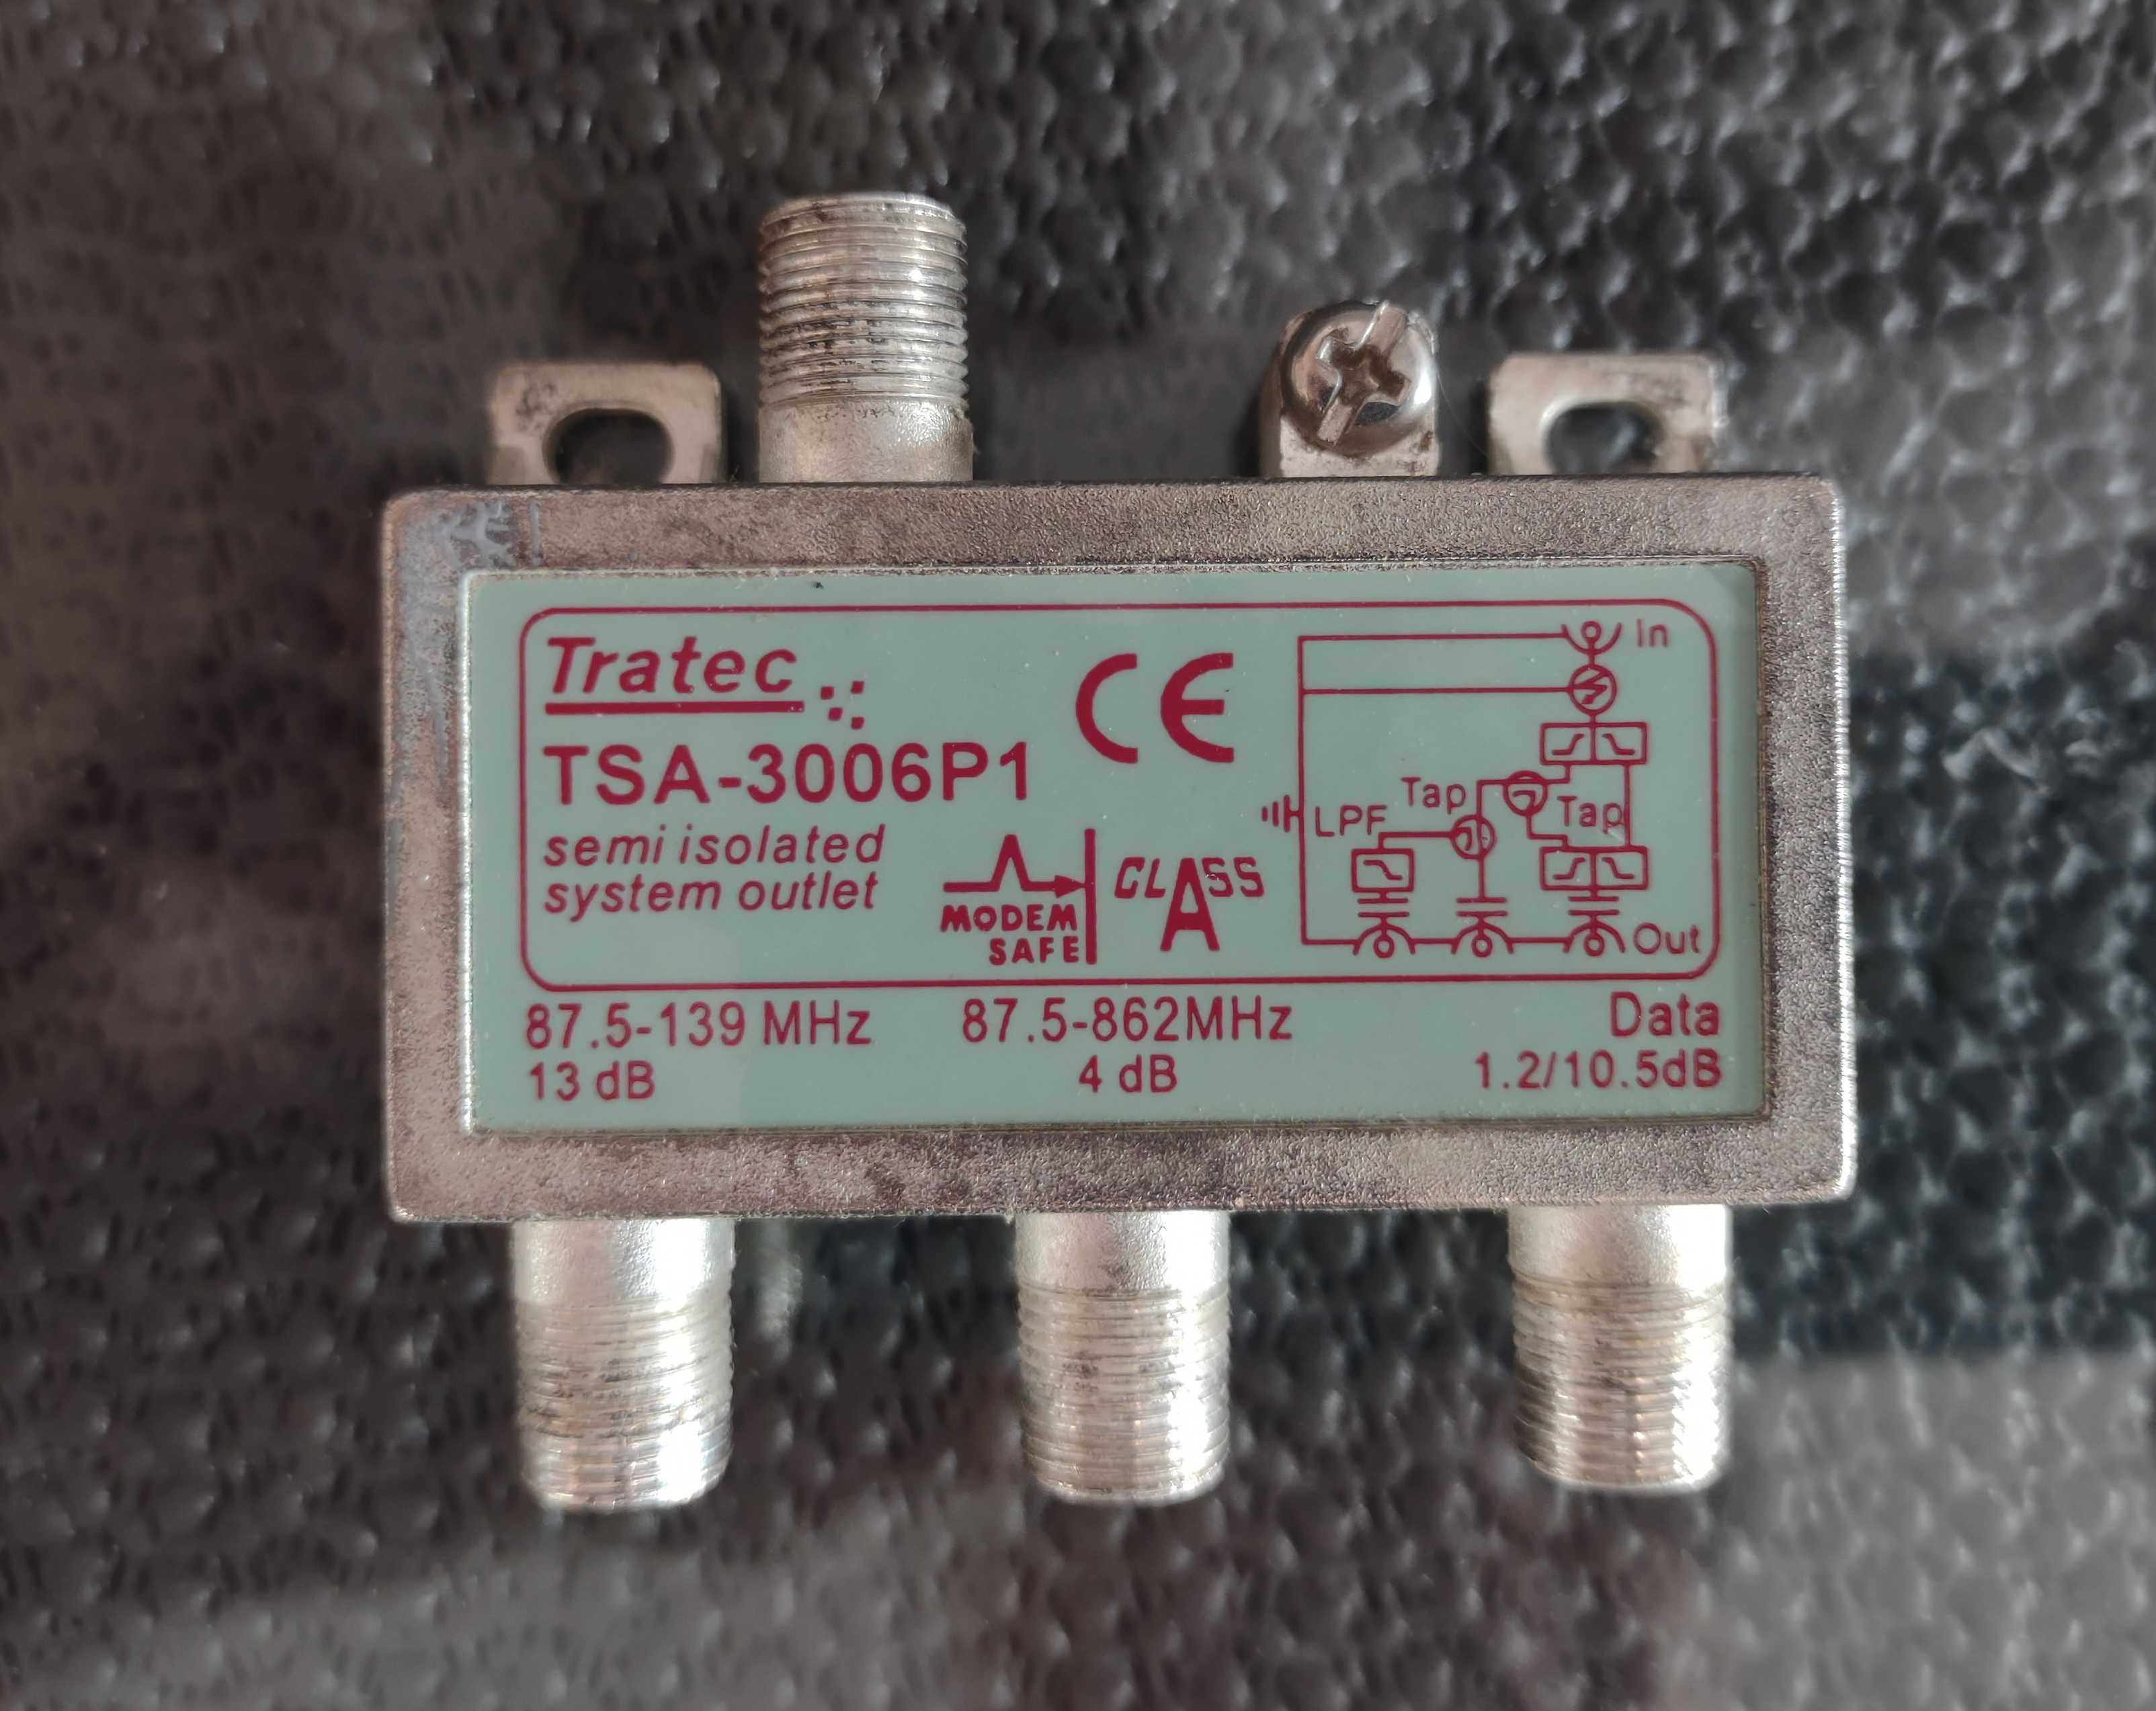 Tratec
TSA-3006P1
semi isolated
system outlet
CE
MODEM
SAFE
CLASS
A
In
Tap
Tap
LPF
Out
87.5-139 MHz
13 dB
87.5-862MHz
4 dB
Data
1.2/10.5dB